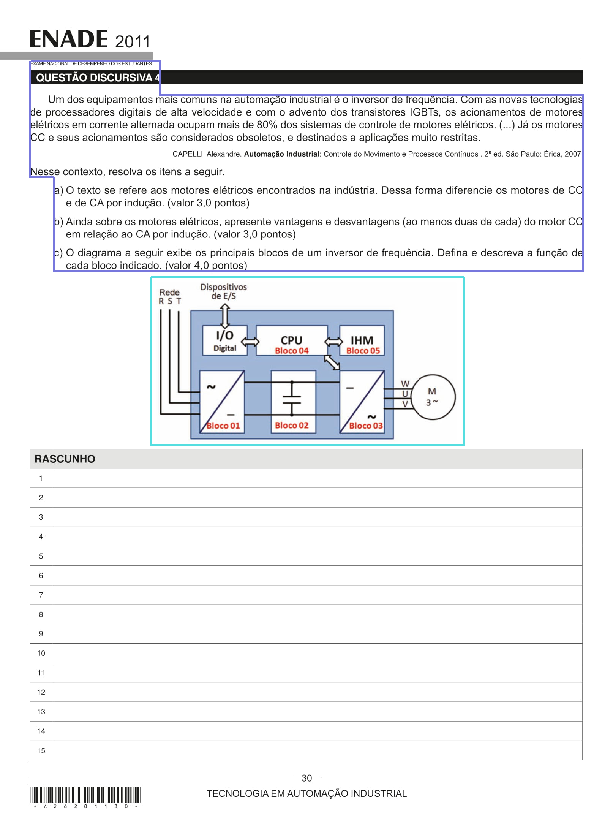 ENADE 2011
EXAME NACIONAL DE DESEMPENHO DOS ESTUDANTES
QUESTÃO DISCURSIVA 4
Um dos equipamentos mais comuns na automação industrial é o inversor de frequência. Com as novas tecnologias
de processadores digitais de alta velocidade e com o advento dos transistores IGBTs, os acionamentos de motores
elétricos em corrente alternada ocupam mais de 80% dos sistemas de controle de motores elétricos. (...) Já os motores
CC e seus acionamentos são considerados obsoletos, e destinados a aplicações muito restritas.
CAPELLI, Alexandre. Automação Industrial: Controle do Movimento e Processos Contínuos. 2ª ed. São Paulo: Érica, 2007.
Nesse contexto, resolva os itens a seguir.
a) O texto se refere aos motores elétricos encontrados na indústria. Dessa forma diferencie os motores de CC
e de CA por indução. (valor 3,0 pontos)
b) Ainda sobre os motores elétricos, apresente vantagens e desvantagens (ao menos duas de cada) do motor CC
em relação ao CA por indução. (valor 3,0 pontos)
c) O diagrama a seguir exibe os principais blocos de um inversor de frequência. Defina e descreva a função de
cada bloco indicado. (valor 4,0 pontos)
Rede
R S T
Dispositivos
de E/S
I/O
Digital
CPU
Bloco 04
IHM
Bloco 05
~
–
Bloco 01
Bloco 02
–
~
Bloco 03
W
U
V
M
3 ~
RASCUNHO
1
2
3
4
5
6
7
8
9
10
11
12
13
14
15
30
TECNOLOGIA EM AUTOMAÇÃO INDUSTRIAL